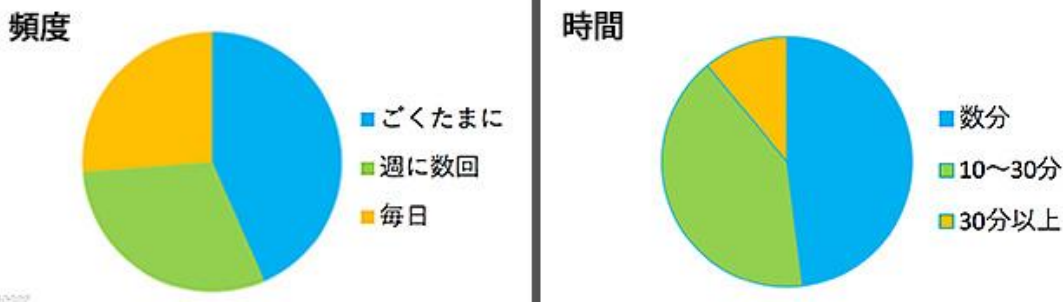 頻度
ごくたまに
週に数回
毎日
時間
数分
10〜30分
30分以上